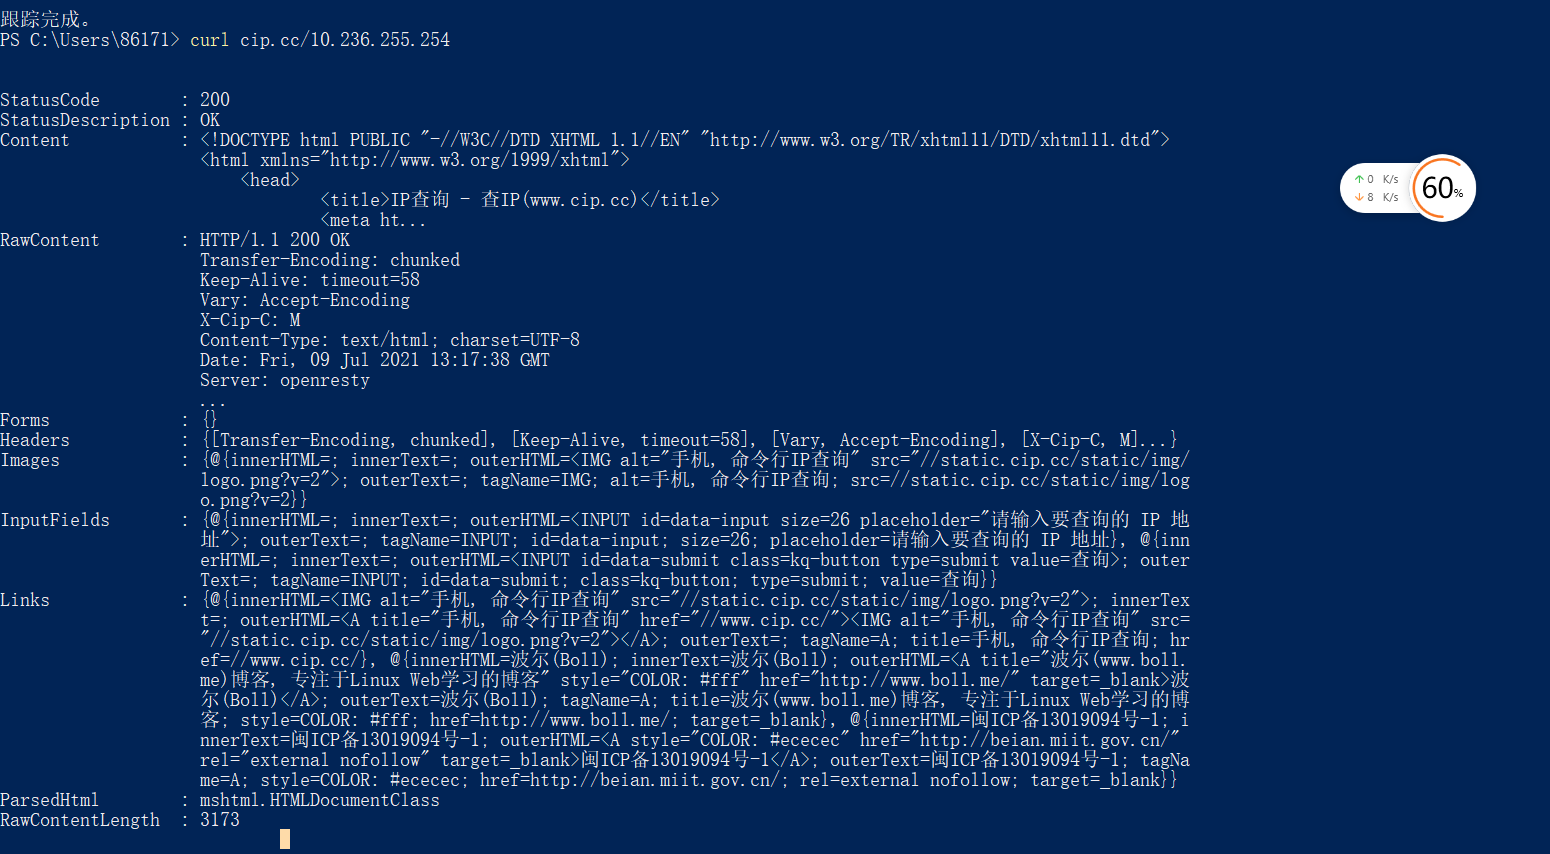 跟踪完成。
PS C:\Users\86171> curl cip.cc/10.236.255.254
StatusCode        : 200
StatusDescription : OK
Content           : <!DOCTYPE html PUBLIC "-//W3C//DTD XHTML 1.1//EN" "http://www.w3.org/TR/xhtml11/DTD/xhtml11.dtd">
<html xmlns="http://www.w3.org/1999/xhtml">
<head>
<title>IP查询 - 查IP(www.cip.cc)</title>
<meta ht...
RawContent        : HTTP/1.1 200 OK
Transfer-Encoding: chunked
Keep-Alive: timeout=58
Vary: Accept-Encoding
X-Cip-C: M
Content-Type: text/html; charset=UTF-8
Date: Fri, 09 Jul 2021 13:17:38 GMT
Server: openresty
...
Forms             : {}
Headers           : {[Transfer-Encoding, chunked], [Keep-Alive, timeout=58], [Vary, Accept-Encoding], [X-Cip-C, M]...}
Images            : {@{innerHTML=; innerText=; outerHTML=<IMG alt="手机, 命令行IP查询" src="//static.cip.cc/static/img/
logo.png?v=2">; outerText=; tagName=IMG; alt=手机, 命令行IP查询; src=//static.cip.cc/static/img/log
o.png?v=2}}
InputFields       : {@{innerHTML=; innerText=; outerHTML=<INPUT id=data-input size=26 placeholder="请输入要查询的 IP 地
址">; outerText=; tagName=INPUT; id=data-input; size=26; placeholder=请输入要查询的 IP 地址}, @{inn
erHTML=; innerText=; outerHTML=<INPUT id=data-submit class=kq-button type=submit value=查询>; outer
Text=; tagName=INPUT; id=data-submit; class=kq-button; type=submit; value=查询}}
Links             : {@{innerHTML=<IMG alt="手机, 命令行IP查询" src="//static.cip.cc/static/img/logo.png?v=2">; innerTex
t=; outerHTML=<A title="手机, 命令行IP查询" href="//www.cip.cc/"><IMG alt="手机, 命令行IP查询" src=
"//static.cip.cc/static/img/logo.png?v=2"></A>; outerText=; tagName=A; title=手机, 命令行IP查询; hr
ef=//www.cip.cc/}, @{innerHTML=波尔(Boll); innerText=波尔(Boll); outerHTML=<A title="波尔(www.boll.
me)博客, 专注于Linux Web学习的博客" style="COLOR: #fff" href="http://www.boll.me/" target=_blank>波
尔(Boll)</A>; outerText=波尔(Boll); tagName=A; title=波尔(www.boll.me)博客, 专注于Linux Web学习的博
客; style=COLOR: #fff; href=http://www.boll.me/; target=_blank}, @{innerHTML=闽ICP备13019094号-1; i
nnerText=闽ICP备13019094号-1; outerHTML=<A style="COLOR: #ececec" href="http://beian.miit.gov.cn/"
rel="external nofollow" target=_blank>闽ICP备13019094号-1</A>; outerText=闽ICP备13019094号-1; tagNa
me=A; style=COLOR: #ececec; href=http://beian.miit.gov.cn/; rel=external nofollow; target=_blank}}
ParsedHtml        : mshtml.HTMLDocumentClass
RawContentLength  : 3173
↑ 0 K/s
↓ 8 K/s
60%